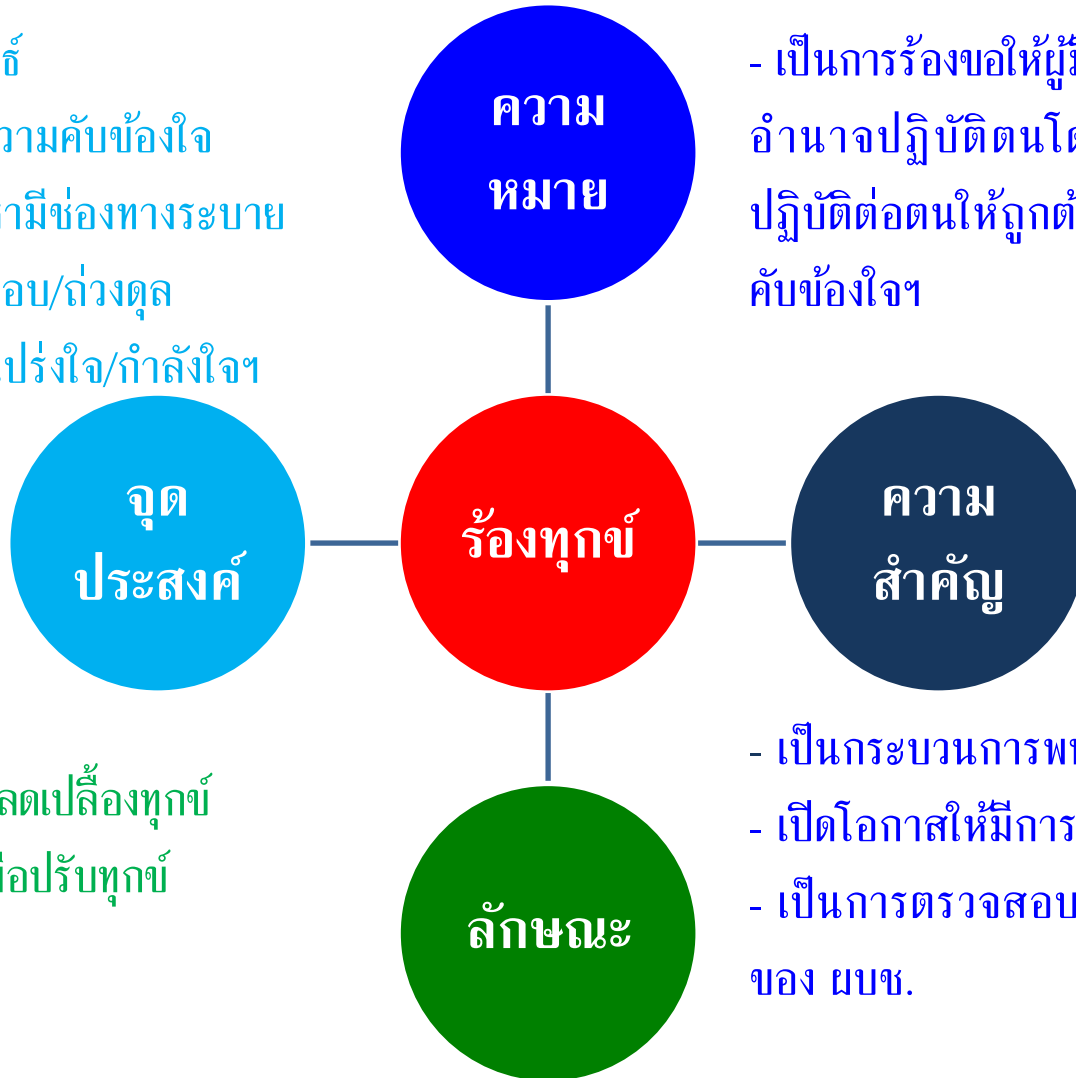 ความ
หมาย
- เป็นการร้องขอให้ผู้มี
อำนาจปฏิบัติตนโด
ปฏิบัติต่อตนให้ถูกต้
คับข้องใจฯ
ธ์
วามคับข้องใจ
มีช่องทางระบาย
อบ/ถ่วงดุล
ปร่งใจ/กำลังใจฯ
จุด
ประสงค์
ร้องทุกข์
ความ
สำคัญ
ลดเปลื้องทุกข์
ือปรับทุกข์
ลักษณะ
- เป็นกระบวนการพ
- เปิดโอกาสให้มีการ
- เป็นการตรวจสอบ
ของ ผบช.